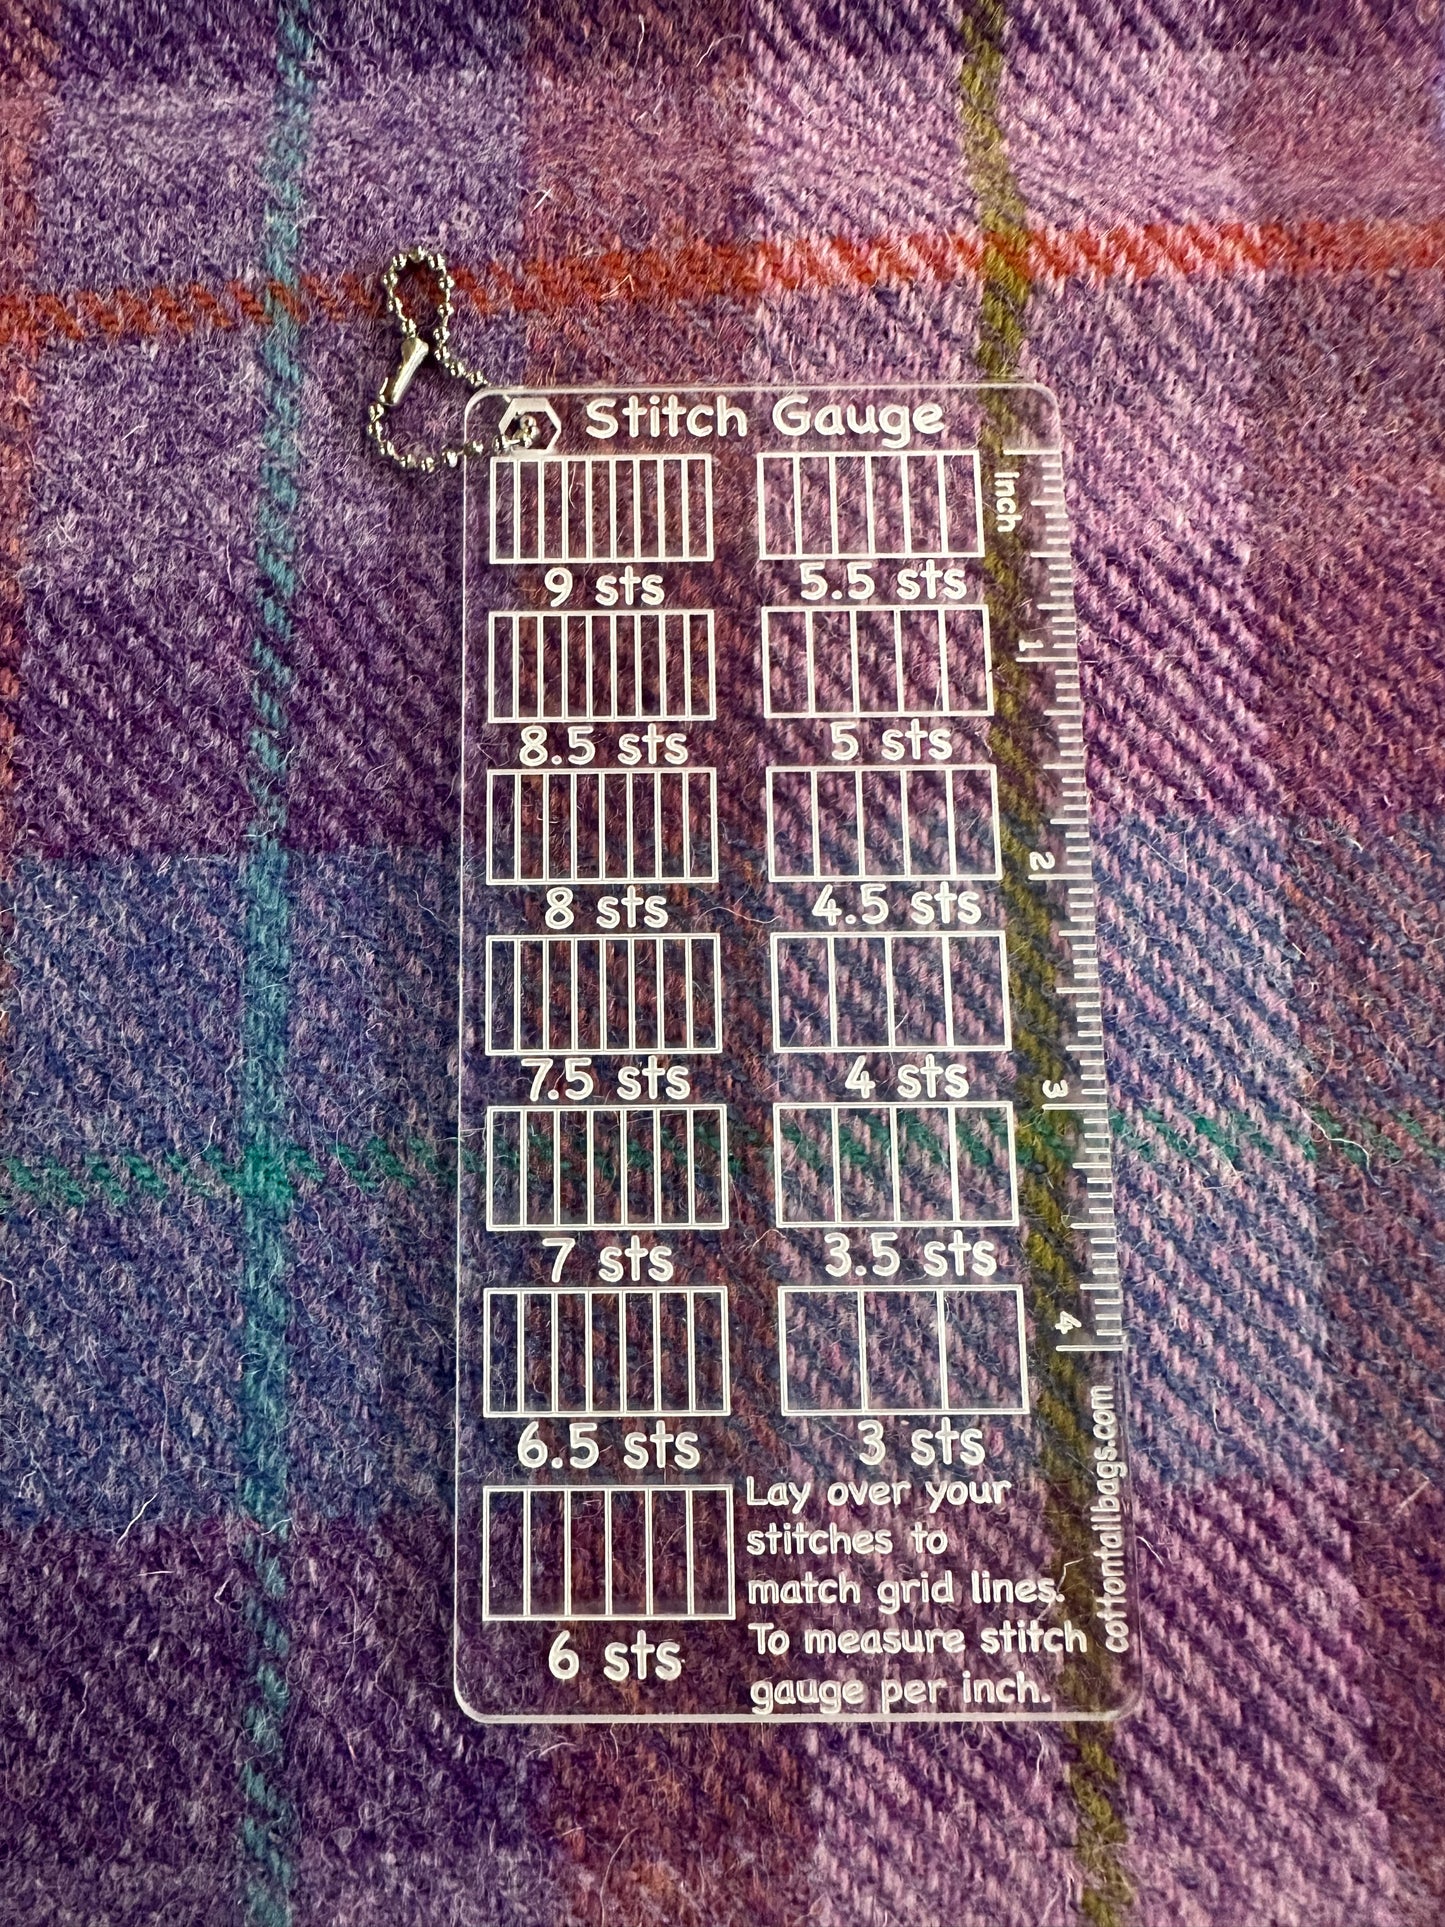 Stitch Gauge
9 sts
5.5 sts
8.5 sts
5 sts
8 sts
4.5 sts
7.5 sts
4 sts
7 sts
3.5 sts
6.5 sts
3 sts
6 sts
Lay over your
stitches to
match grid lines.
To measure stitch
gauge per inch.
Inch
1
2
3
4
cottontailbags.com